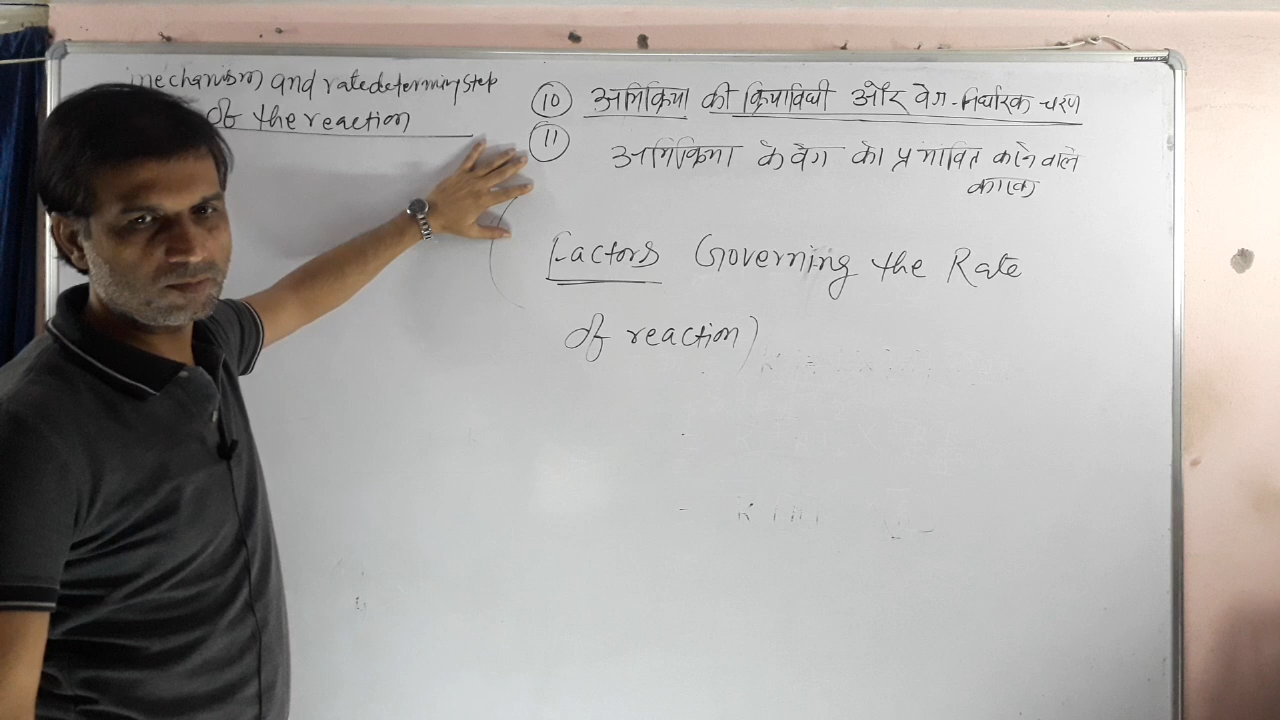 mechanism and rate determining step
of the reaction
10 अभिक्रिया की क्रियाविधी और वेग-निर्धारक चरण
11 अभिक्रिया के वेग को प्रभावित करने वाले
कारक
Factors Governing the Rate
of reaction)